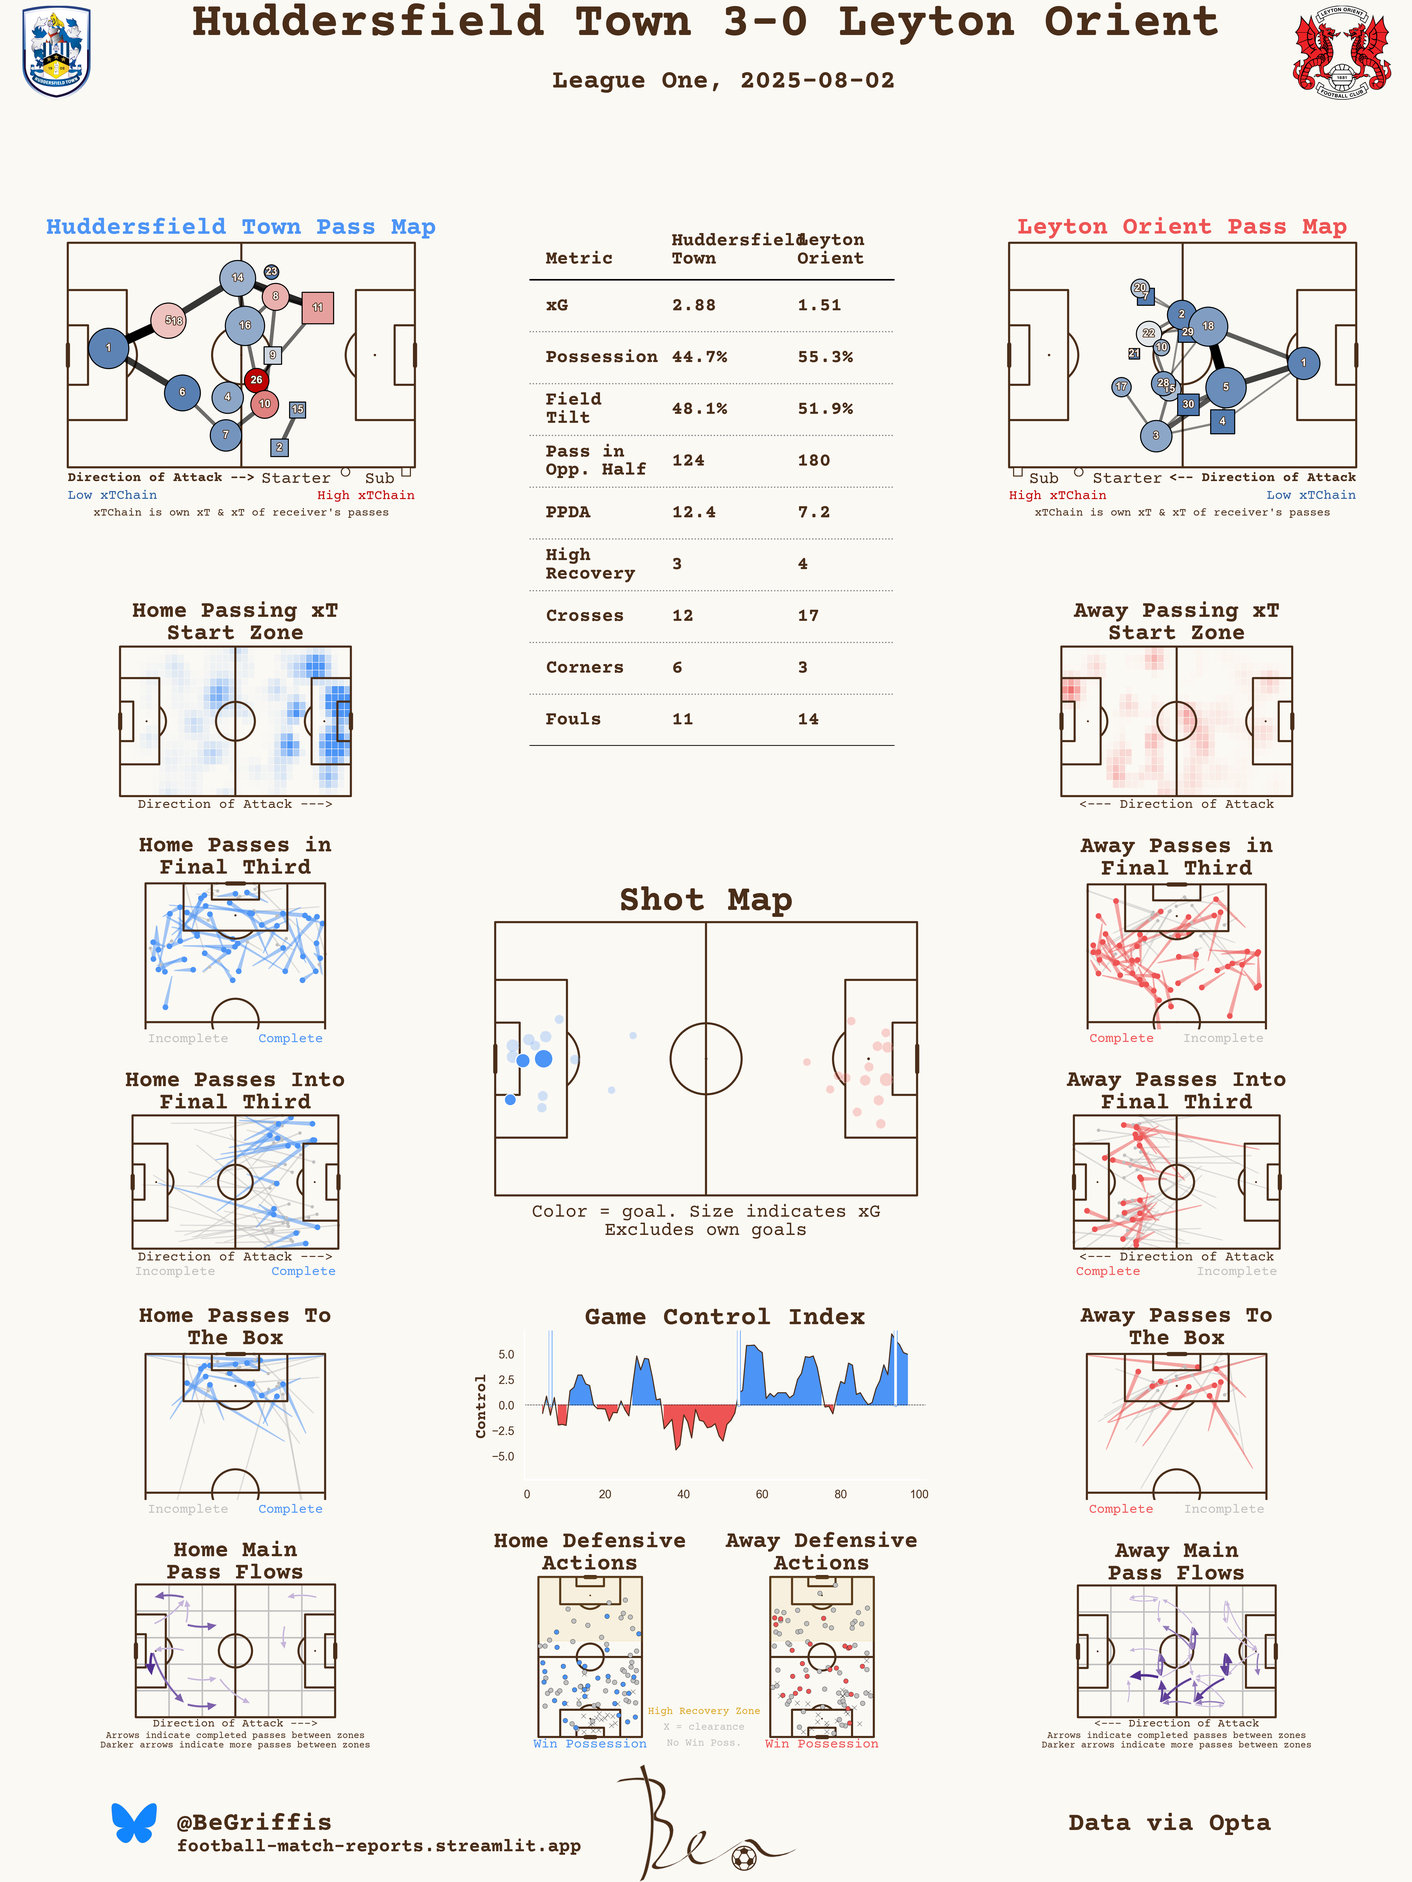 Huddersfield Town 3-0 Leyton Orient
League One, 2025-08-02
HUDDERSFIELD TOWN
LEYTON ORIENT
1881
FOOTBALL CLUB
Huddersfield Town Pass Map
14
23
8
11
5
18
16
1
9
26
6
4
10
15
7
2
Direction of Attack --> Starter Sub
Low xTChain High xTChain
xTChain is own xT & xT of receiver's passes
Metric Huddersfield Town Leyton Orient
xG 2.88 1.51
Possession 44.7% 55.3%
Field Tilt 48.1% 51.9%
Pass in Opp. Half 124 180
PPDA 12.4 7.2
High Recovery 3 4
Crosses 12 17
Corners 6 3
Fouls 11 14
Leyton Orient Pass Map
20
7
2
18
22
29
10
21
1
28
15
17
5
30
4
3
Sub Starter <-- Direction of Attack
High xTChain Low xTChain
xTChain is own xT & xT of receiver's passes
Home Passing xT
Start Zone
Direction of Attack --->
Away Passing xT
Start Zone
<--- Direction of Attack
Home Passes in
Final Third
Incomplete Complete
Shot Map
Color = goal. Size indicates xG
Excludes own goals
Away Passes in
Final Third
Complete Incomplete
Home Passes Into
Final Third
Direction of Attack --->
Incomplete Complete
Away Passes Into
Final Third
<--- Direction of Attack
Complete Incomplete
Home Passes To
The Box
Incomplete Complete
Game Control Index
Control
5.0
2.5
0.0
−2.5
−5.0
0 20 40 60 80 100
Away Passes To
The Box
Complete Incomplete
Home Main
Pass Flows
Direction of Attack --->
Arrows indicate completed passes between zones
Darker arrows indicate more passes between zones
Home Defensive
Actions
Win Possession
High Recovery Zone
X = clearance
No Win Poss.
Away Defensive
Actions
Win Possession
Away Main
Pass Flows
<--- Direction of Attack
Arrows indicate completed passes between zones
Darker arrows indicate more passes between zones
@BeGriffis
football-match-reports.streamlit.app
Ben
Data via Opta